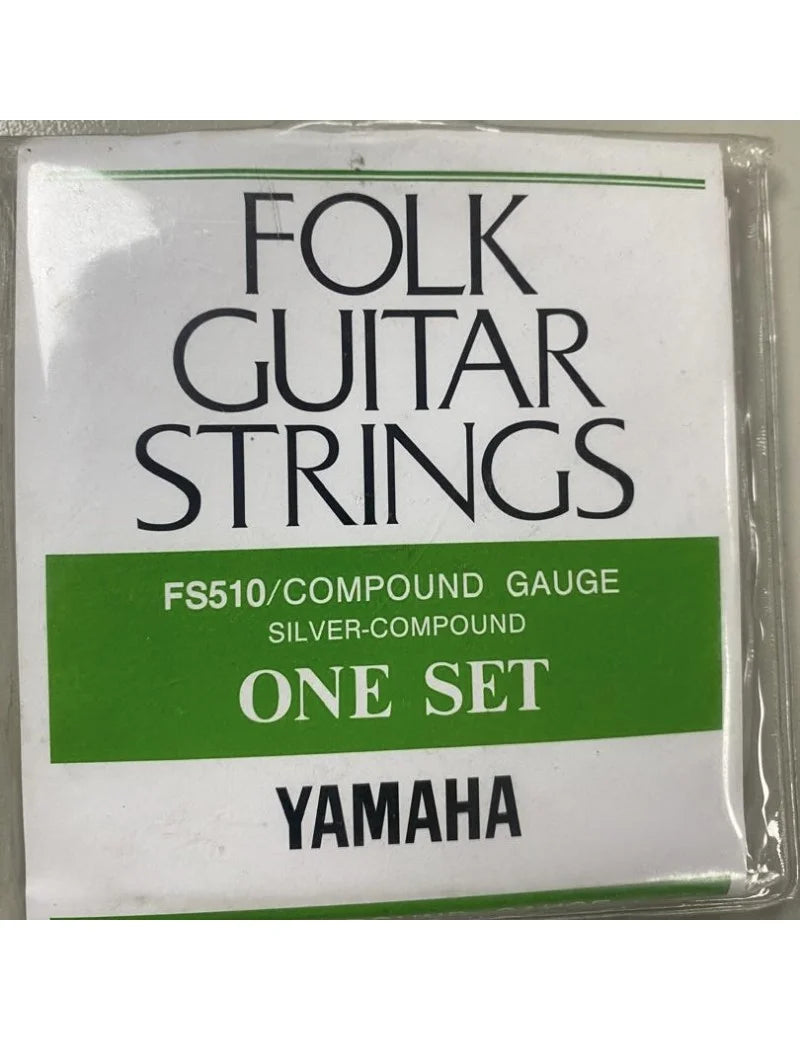 FOLK
GUITAR
STRINGS
FS510/COMPOUND GAUGE
SILVER-COMPOUND
ONE SET
YAMAHA